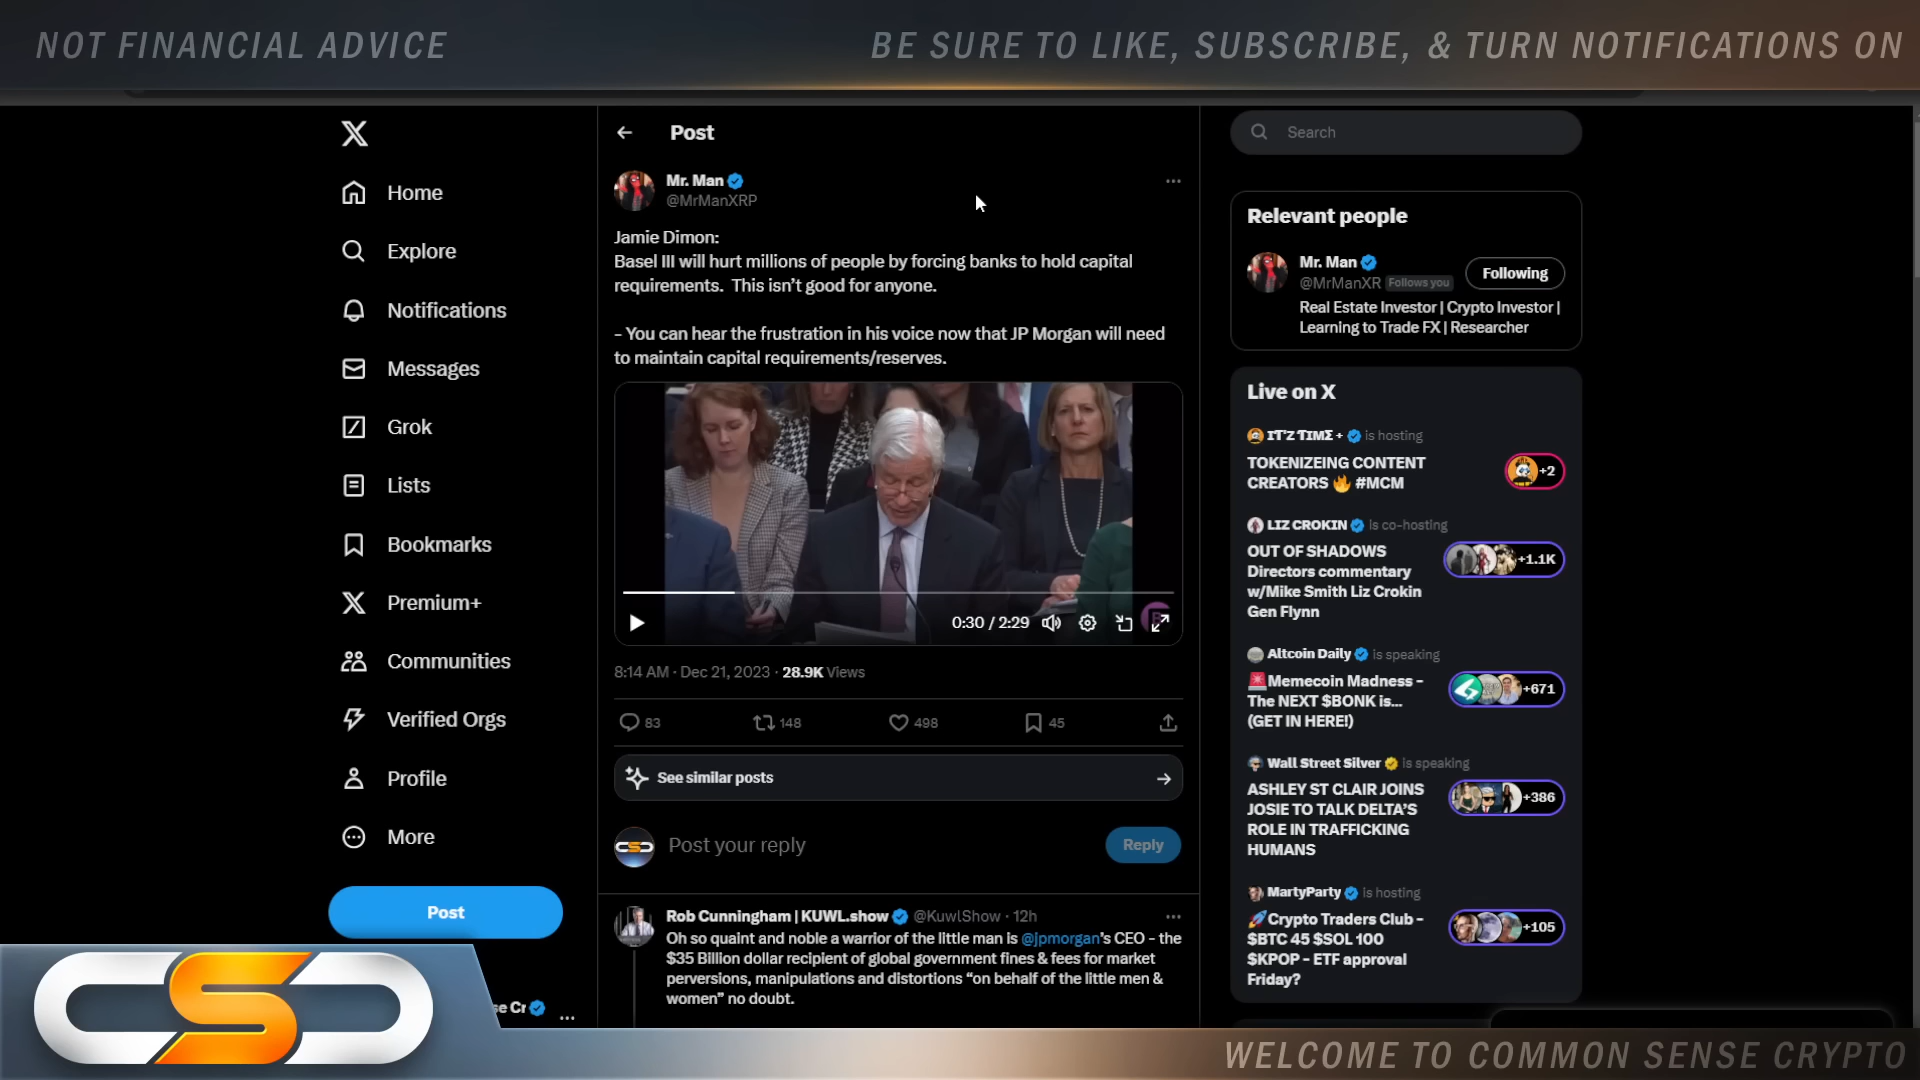 NOT FINANCIAL ADVICE
BE SURE TO LIKE, SUBSCRIBE, & TURN NOTIFICATIONS ON
Home
Explore
Notifications
Messages
Grok
Lists
Bookmarks
Premium+
Communities
Verified Orgs
Profile
More
Post
se Cr
Post
Mr. Man
@MrManXRP
Jamie Dimon:
Basel III will hurt millions of people by forcing banks to hold capital
requirements. This isn't good for anyone.
- You can hear the frustration in his voice now that JP Morgan will need
to maintain capital requirements/reserves.
0:30 / 2:29
8:14 AM · Dec 21, 2023 · 28.9K Views
83 148 498 45
See similar posts
Post your reply
Reply
Rob Cunningham | KUWL.show @KuwlShow · 12h
Oh so quaint and noble a warrior of the little man is @jpmorgan's CEO - the
$35 Billion dollar recipient of global government fines & fees for market
perversions, manipulations and distortions "on behalf of the little men &
women" no doubt.
Search
Relevant people
Mr. Man
Following
@MrManXR Follows you
Real Estate Investor | Crypto Investor |
Learning to Trade FX | Researcher
Live on X
IT'Z TIMΣ + is hosting
TOKENIZEING CONTENT
CREATORS 🔥 #MCM
+2
LIZ CROKIN is co-hosting
OUT OF SHADOWS
Directors commentary
w/Mike Smith Liz Crokin
Gen Flynn
+1.1K
Altcoin Daily is speaking
🚨Memecoin Madness -
The NEXT $BONK is...
(GET IN HERE!)
+671
Wall Street Silver is speaking
ASHLEY ST CLAIR JOINS
JOSIE TO TALK DELTA'S
ROLE IN TRAFFICKING
HUMANS
+386
MartyParty is hosting
🚀Crypto Traders Club -
$BTC 45 $SOL 100
$KPOP - ETF approval
Friday?
+105
CSC
WELCOME TO COMMON SENSE CRYPTO